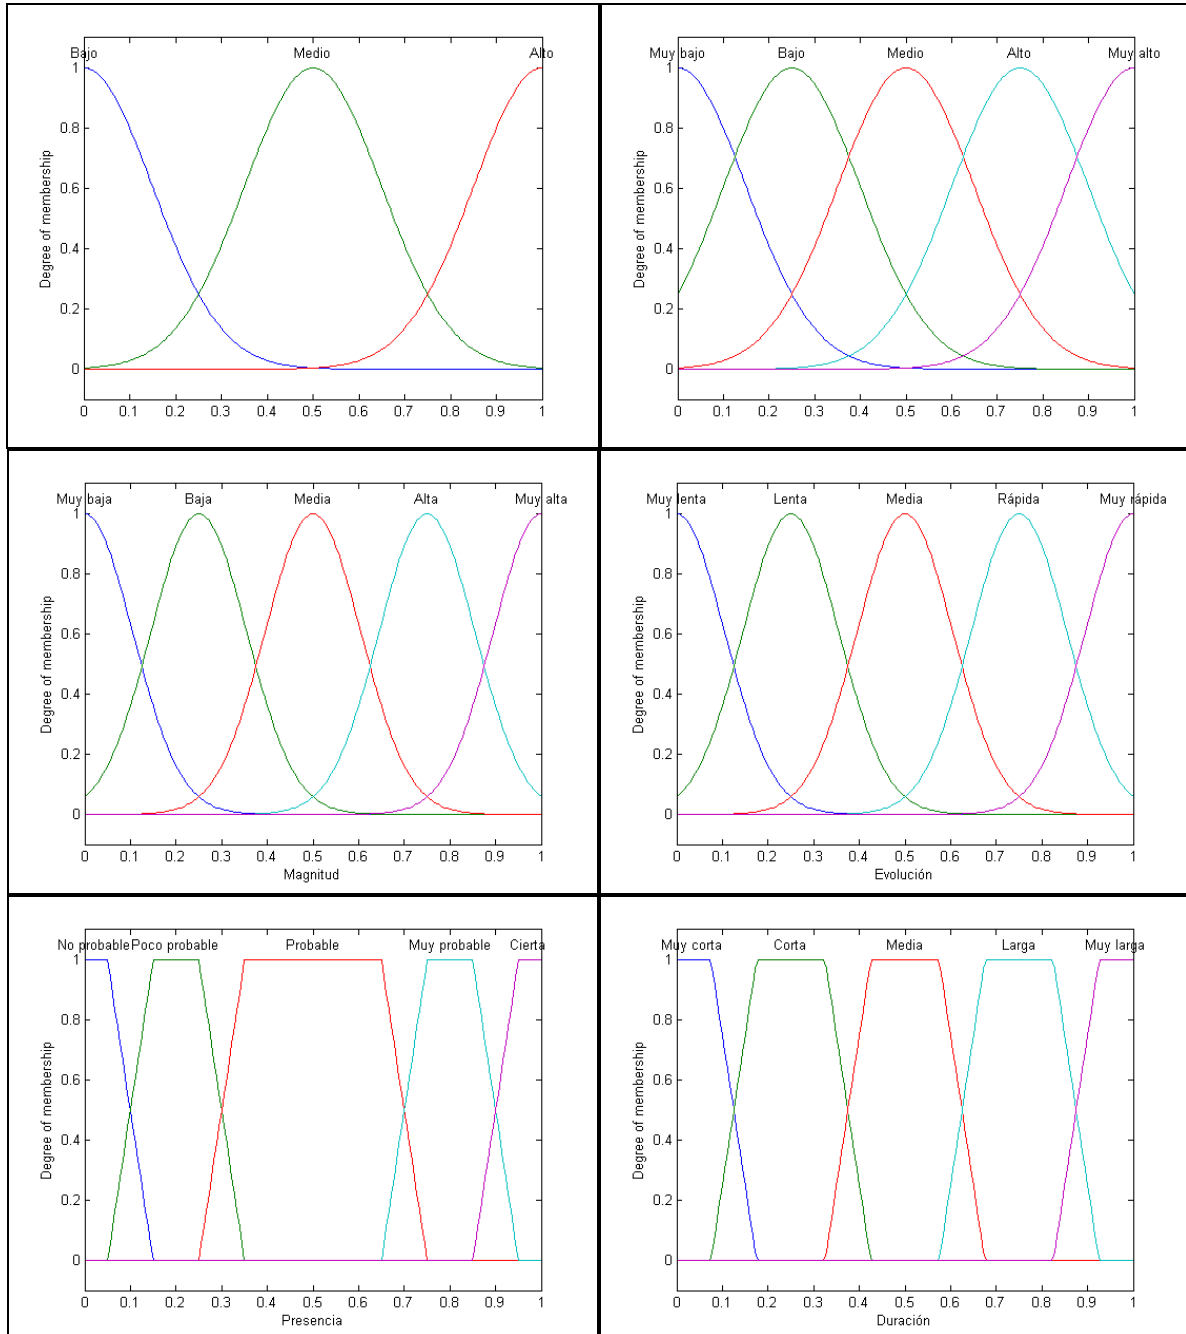 Bajo Medio Alto
1
0.8
0.6
0.4
0.2
0
Degree of membership
0 0.1 0.2 0.3 0.4 0.5 0.6 0.7 0.8 0.9 1
Muy bajo Bajo Medio Alto Muy alto
1
0.8
0.6
0.4
0.2
0
Degree of membership
0 0.1 0.2 0.3 0.4 0.5 0.6 0.7 0.8 0.9 1
Muy baja Baja Media Alta Muy alta
1
0.8
0.6
0.4
0.2
0
Degree of membership
0 0.1 0.2 0.3 0.4 0.5 0.6 0.7 0.8 0.9 1
Magnitud
Muy lenta Lenta Media Rápida Muy rápida
1
0.8
0.6
0.4
0.2
0
Degree of membership
0 0.1 0.2 0.3 0.4 0.5 0.6 0.7 0.8 0.9 1
Evolución
No probable Poco probable Probable Muy probable Cierta
1
0.8
0.6
0.4
0.2
0
Degree of membership
0 0.1 0.2 0.3 0.4 0.5 0.6 0.7 0.8 0.9 1
Presencia
Muy corta Corta Media Larga Muy larga
1
0.8
0.6
0.4
0.2
0
Degree of membership
0 0.1 0.2 0.3 0.4 0.5 0.6 0.7 0.8 0.9 1
Duración